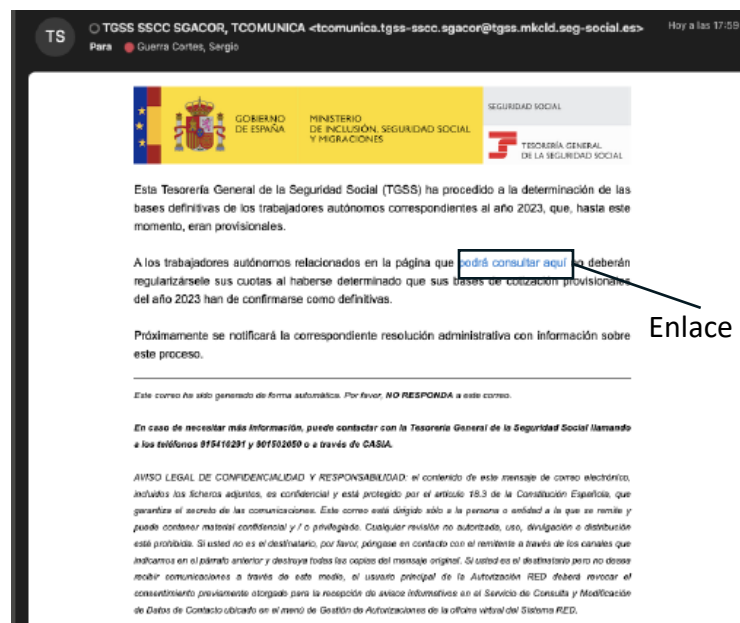 TS
TGSS SSCC SGACOR, TCOMUNICA <tcomunica.tgss-sscc.sgacor@tgss.mkcld.seg-social.es>
Hoy a las 17:59
Para Guerra Cortes, Sergio
GOBIERNO
DE ESPAÑA
MINISTERIO
DE INCLUSIÓN, SEGURIDAD SOCIAL
Y MIGRACIONES
SEGURIDAD SOCIAL
TESORERÍA GENERAL
DE LA SEGURIDAD SOCIAL
Esta Tesorería General de la Seguridad Social (TGSS) ha procedido a la determinación de las
bases definitivas de los trabajadores autónomos correspondientes al año 2023, que, hasta este
momento, eran provisionales.
A los trabajadores autónomos relacionados en la página que podrá consultar aquí no deberán
regularizársele sus cuotas al haberse determinado que sus bases de cotización provisionales
del año 2023 han de confirmarse como definitivas.
Enlace
Próximamente se notificará la correspondiente resolución administrativa con información sobre
este proceso.
Este correo ha sido generado de forma automática. Por favor, NO RESPONDA a este correo.
En caso de necesitar más información, puede contactar con la Tesorería General de la Seguridad Social llamando
a los teléfonos 915416291 y 901502050 o a través de CASIA.
AVISO LEGAL DE CONFIDENCIALIDAD Y RESPONSABILIDAD: el contenido de este mensaje de correo electrónico,
incluidos los ficheros adjuntos, es confidencial y está protegido por el artículo 18.3 de la Constitución Española, que
garantiza el secreto de las comunicaciones. Este correo está dirigido sólo a la persona o entidad a la que se remite y
puede contener material confidencial y / o privilegiado. Cualquier revisión no autorizada, uso, divulgación o distribución
está prohibida. Si usted no es el destinatario, por favor, póngase en contacto con el remitente a través de los canales que
indicamos en el párrafo anterior y destruya todas las copias del mensaje original. Si usted es el destinatario pero no desea
recibir comunicaciones a través de este medio, el usuario principal de la Autorización RED deberá revocar el
consentimiento previamente otorgado para la recepción de avisos informativos en el Servicio de Consulta y Modificación
de Datos de Contacto ubicado en el menú de Gestión de Autorizaciones de la oficina virtual del Sistema RED.